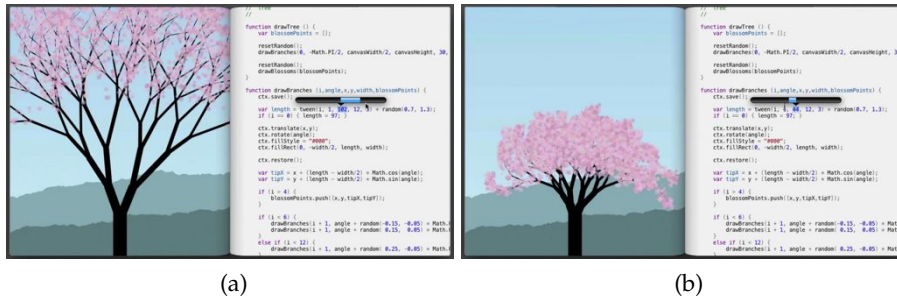 // Tree
//
function drawTree () {
var blossomPoints = [];
resetRandom();
drawBranches(0, -Math.PI/2, canvasWidth/2, canvasHeight, 30,
resetRandom();
drawBlossoms(blossomPoints);
}
function drawBranches (i,angle,x,y,width,blossomPoints) {
ctx.save();
var length = tween(i, 1, 12, 3) * random(0.7, 1.3);
if (i == 0) { length = 97; }
ctx.translate(x,y);
ctx.rotate(angle);
ctx.fillStyle = "#000";
ctx.fillRect(0, -width/2, length, width);
ctx.restore();
var tipX = x + (length - width/2) * Math.cos(angle);
var tipY = y + (length - width/2) * Math.sin(angle);
if (i > 4) {
blossomPoints.push([x,y,tipX,tipY]);
}
if (i < 6) {
drawBranches(i + 1, angle + random(-0.15, -0.05) * Math.
drawBranches(i + 1, angle + random( 0.15, 0.05) * Math.
}
else if (i < 12) {
drawBranches(i + 1, angle + random( 0.25, -0.05) * Math.
(a)
// Tree
//
function drawTree () {
var blossomPoints = [];
resetRandom();
drawBranches(0, -Math.PI/2, canvasWidth/2, canvasHeight, 3
resetRandom();
drawBlossoms(blossomPoints);
}
function drawBranches (i,angle,x,y,width,blossomPoints) {
ctx.save();
var length = tween(i, 12, 3) * random(0.7, 1.3);
if (i == 0) { length = 97; }
ctx.translate(x,y);
ctx.rotate(angle);
ctx.fillStyle = "#000";
ctx.fillRect(0, -width/2, length, width);
ctx.restore();
var tipX = x + (length - width/2) * Math.cos(angle);
var tipY = y + (length - width/2) * Math.sin(angle);
if (i > 4) {
blossomPoints.push([x,y,tipX,tipY]);
}
if (i < 6) {
drawBranches(i + 1, angle + random(-0.15, -0.05) * Math.
drawBranches(i + 1, angle + random( 0.15, 0.05) * Math.
}
else if (i < 12) {
drawBranches(i + 1, angle + random( 0.25, -0.05) * Math.
(b)